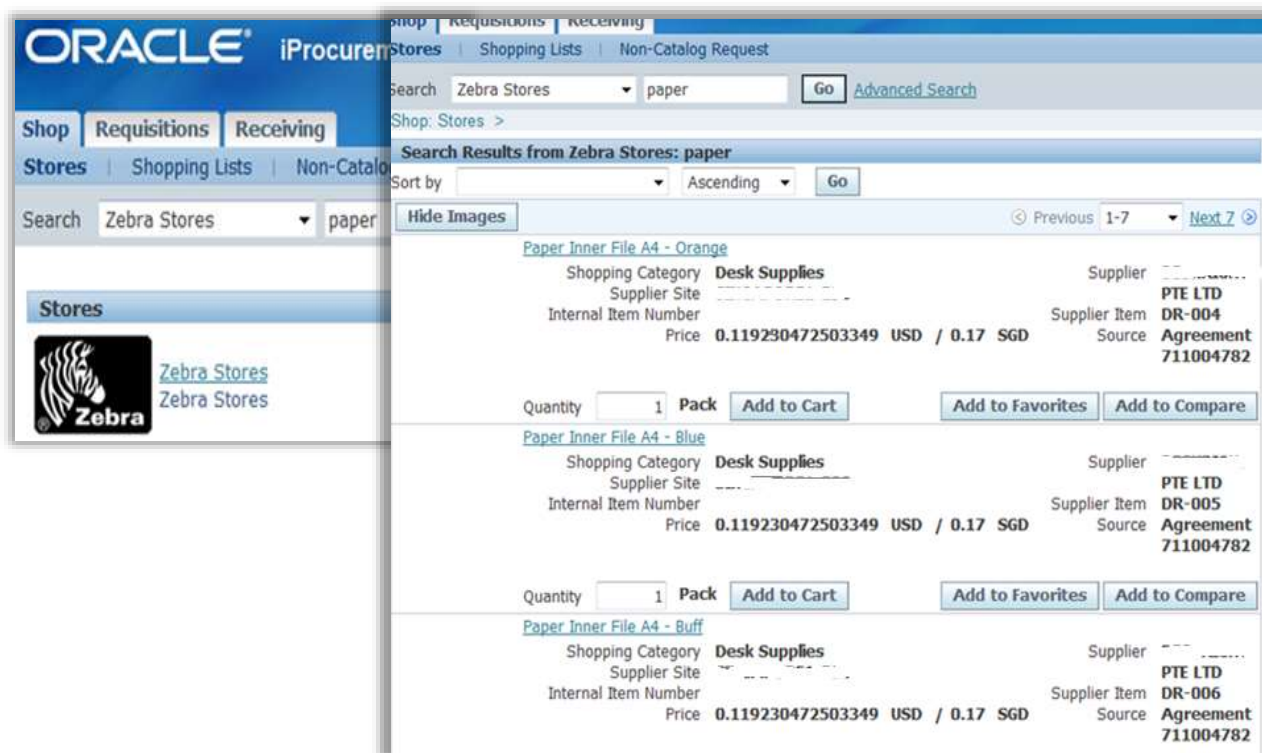 ORACLE® iProcurem
Shop Requisitions Receiving
Stores | Shopping Lists | Non-Catalo
Search Zebra Stores paper
Stores
Zebra
®
Zebra Stores
Zebra Stores
Shop Requisitions Receiving
Stores | Shopping Lists | Non-Catalog Request
Search Zebra Stores paper Go Advanced Search
Shop: Stores >
Search Results from Zebra Stores: paper
Sort by Ascending Go
Hide Images Previous 1-7 Next 7
Paper Inner File A4 - Orange
Shopping Category Desk Supplies Supplier
Supplier Site PTE LTD
Internal Item Number Supplier Item DR-004
Price 0.119230472503349 USD / 0.17 SGD Source Agreement
711004782
Quantity 1 Pack Add to Cart Add to Favorites Add to Compare
Paper Inner File A4 - Blue
Shopping Category Desk Supplies Supplier
Supplier Site PTE LTD
Internal Item Number Supplier Item DR-005
Price 0.119230472503349 USD / 0.17 SGD Source Agreement
711004782
Quantity 1 Pack Add to Cart Add to Favorites Add to Compare
Paper Inner File A4 - Buff
Shopping Category Desk Supplies Supplier
Supplier Site PTE LTD
Internal Item Number Supplier Item DR-006
Price 0.119230472503349 USD / 0.17 SGD Source Agreement
711004782